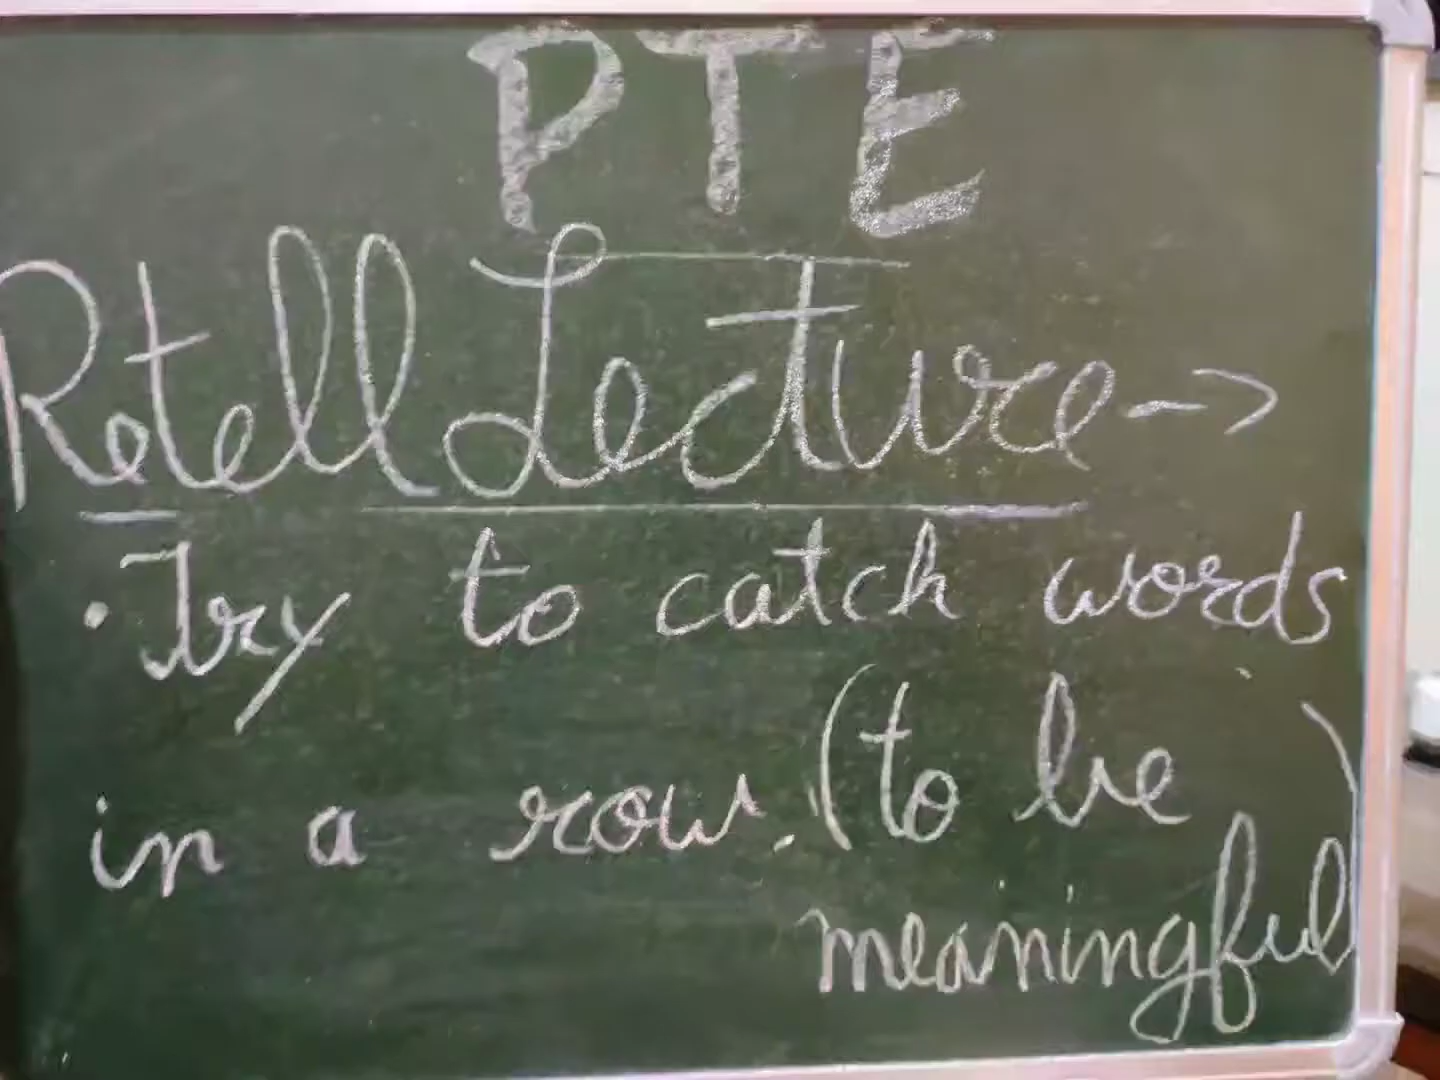 PTE
Retell Lecture →
• Try to catch words
in a row. (to be
meaningful)